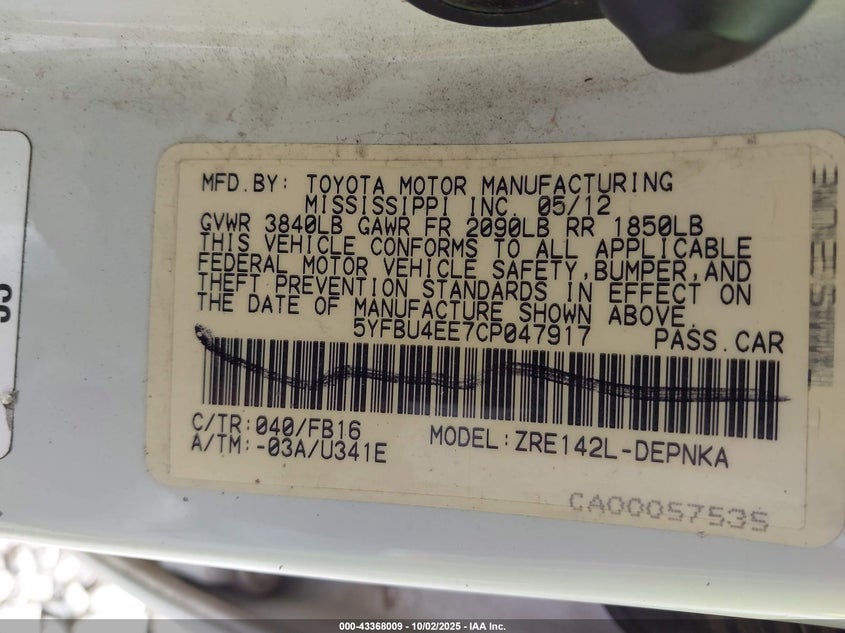 MFD.BY: TOYOTA MOTOR MANUFACTURING
MISSISSIPPI INC. 05/12
GVWR 3840LB GAWR FR 2090LB RR 1850LB
THIS VEHICLE CONFORMS TO ALL APPLICABLE
FEDERAL MOTOR VEHICLE SAFETY,BUMPER,AND
THEFT PREVENTION STANDARDS IN EFFECT ON
THE DATE OF MANUFACTURE SHOWN ABOVE.
5YFBU4EE7CP047917 PASS.CAR
C/TR:040/FB16
A/TM:-03A/U341E
MODEL:ZRE142L-DEPNKA
CA00057535
000-43368009 - 10/02/2025 - IAA Inc.